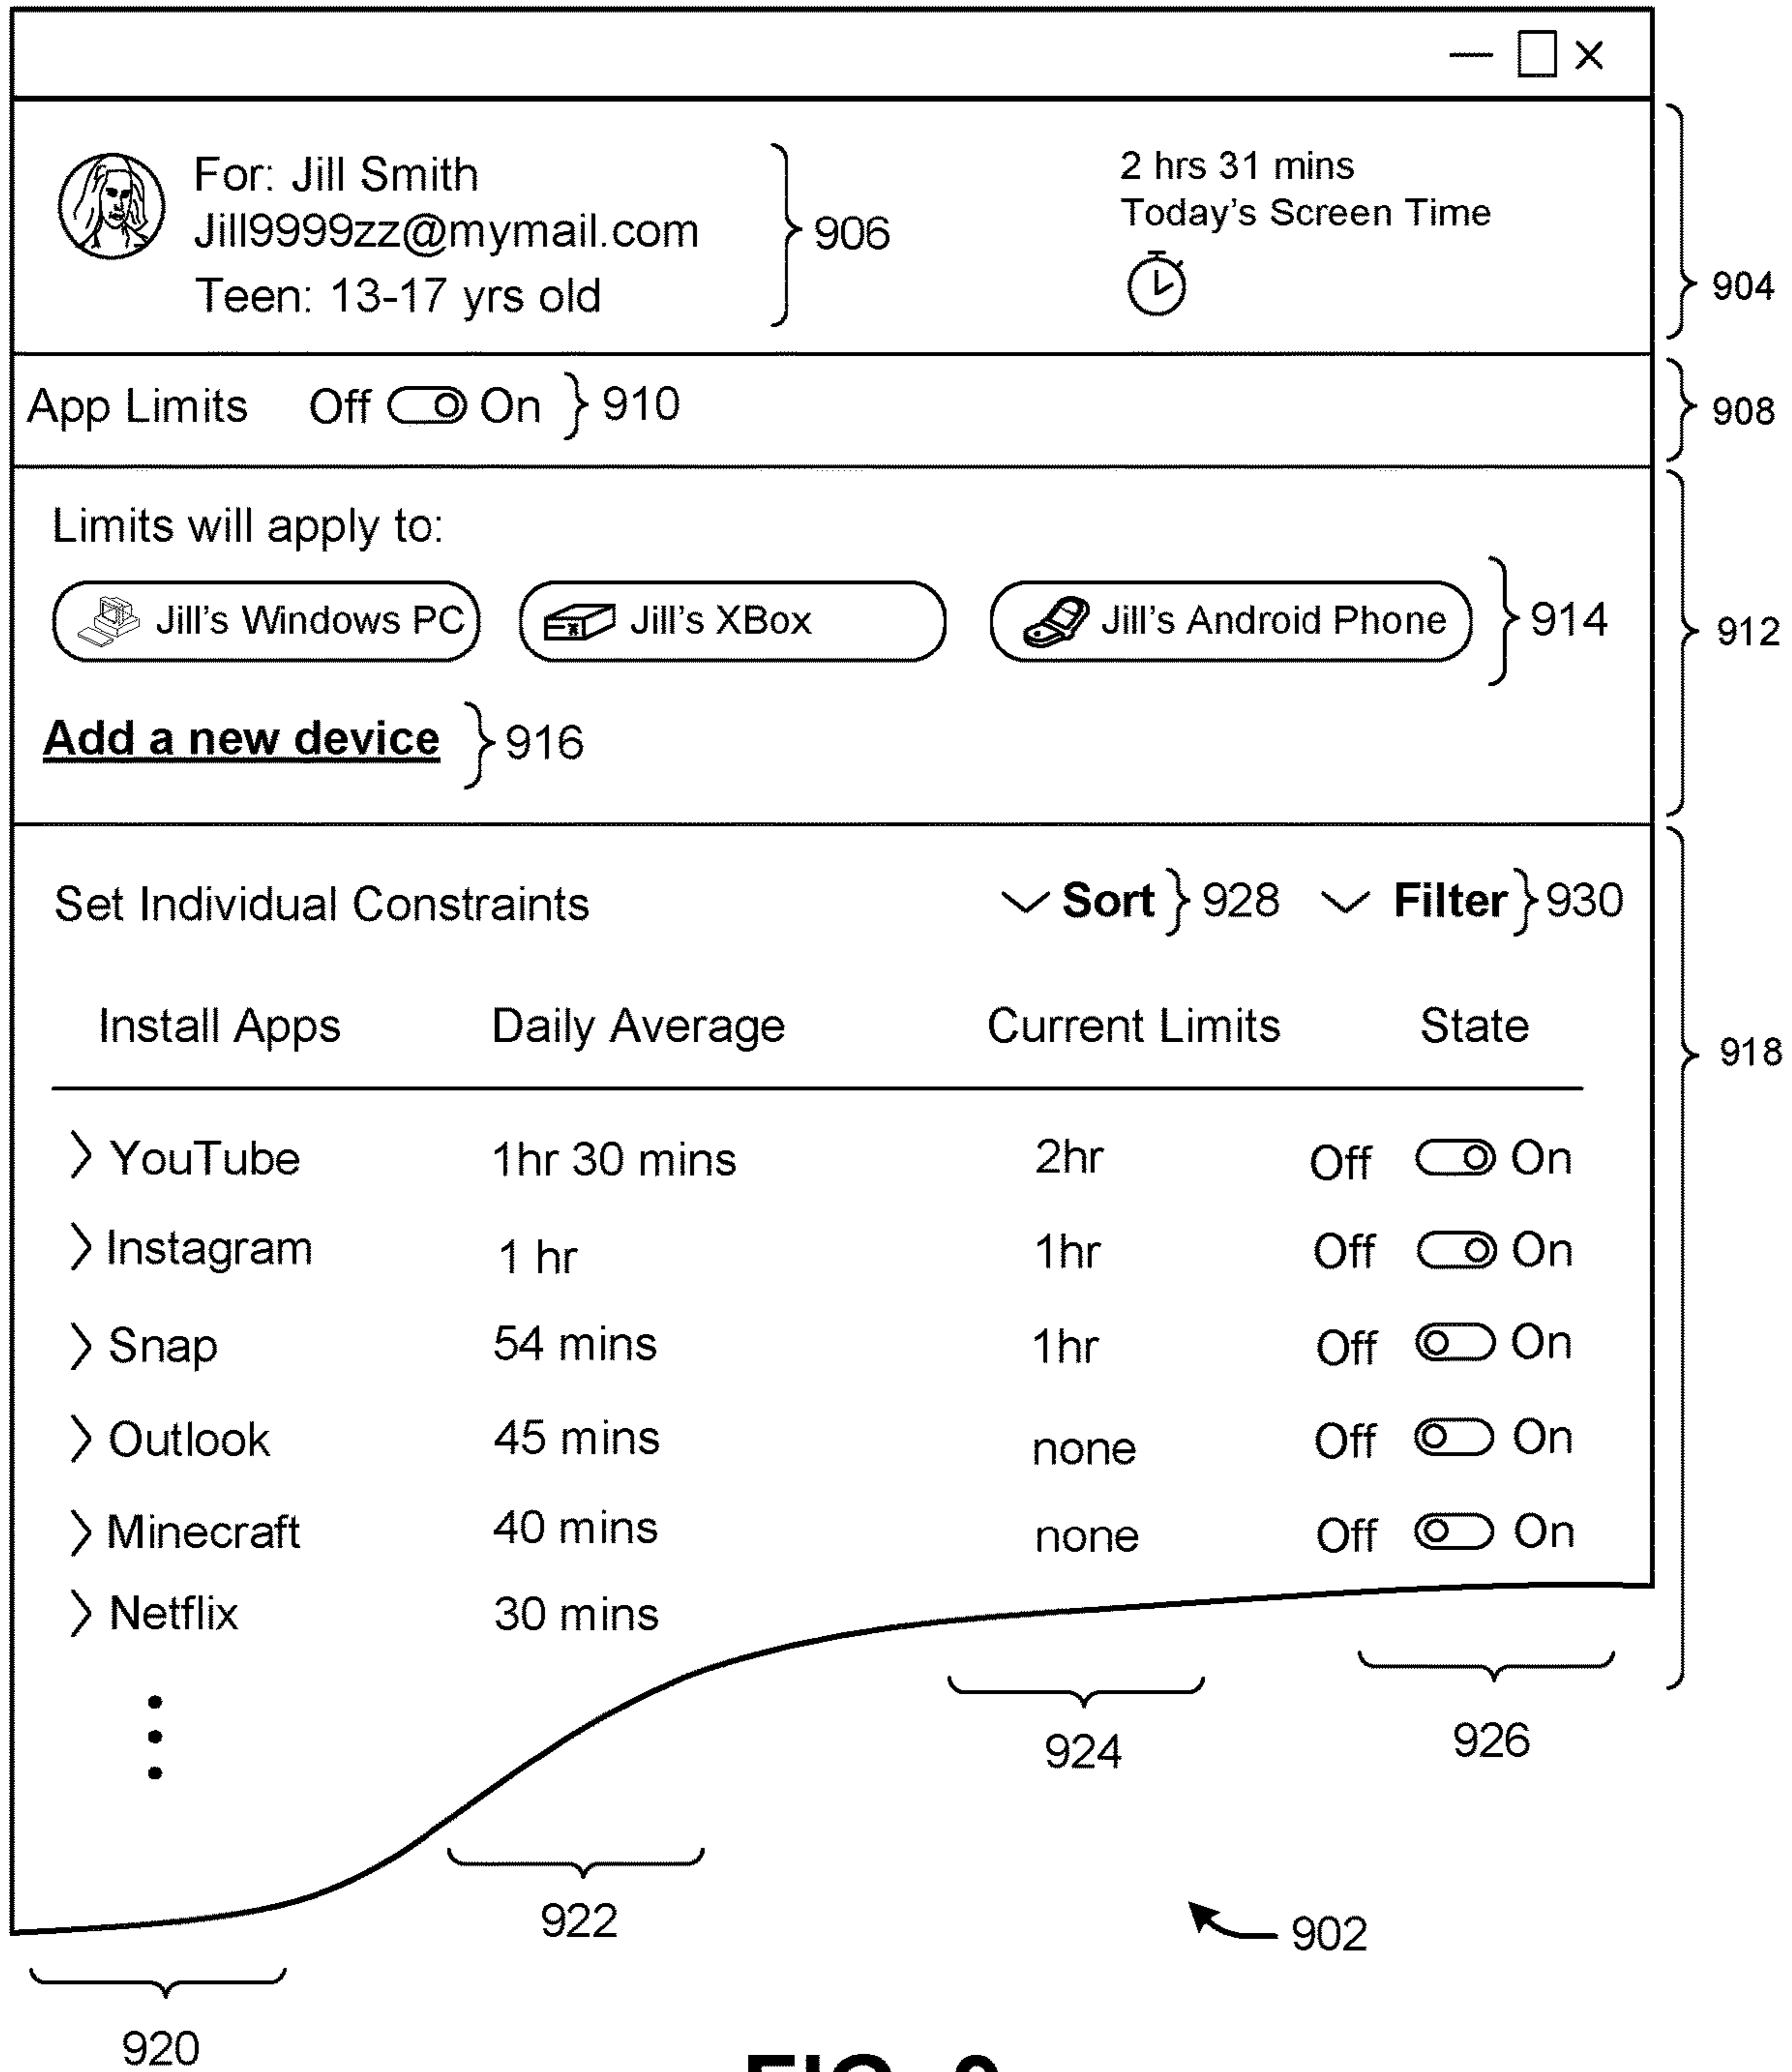 For: Jill Smith
Jill9999zz@mymail.com
Teen: 13-17 yrs old
906
2 hrs 31 mins
Today's Screen Time
904
App Limits Off On 910
908
Limits will apply to:
Jill's Windows PC Jill's XBox Jill's Android Phone 914
912
Add a new device 916
Set Individual Constraints Sort 928 Filter 930
Install Apps Daily Average Current Limits State
918
YouTube 1hr 30 mins 2hr Off On
Instagram 1 hr 1hr Off On
Snap 54 mins 1hr Off On
Outlook 45 mins none Off On
Minecraft 40 mins none Off On
Netflix 30 mins
924
926
922
902
920